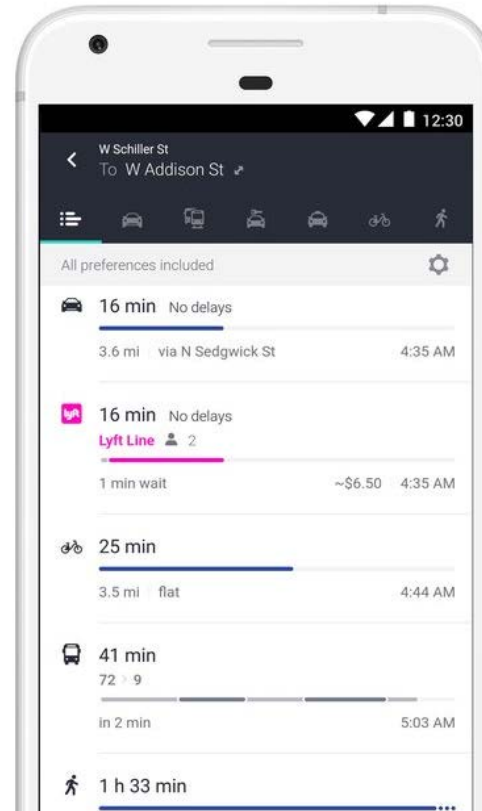 12:30
W Schiller St
To W Addison St
All preferences included
16 min No delays
3.6 mi via N Sedgwick St 4:35 AM
lyft 16 min No delays
Lyft Line 2
1 min wait ~$6.50 4:35 AM
25 min
3.5 mi flat 4:44 AM
41 min
72 > 9
in 2 min 5:03 AM
1 h 33 min